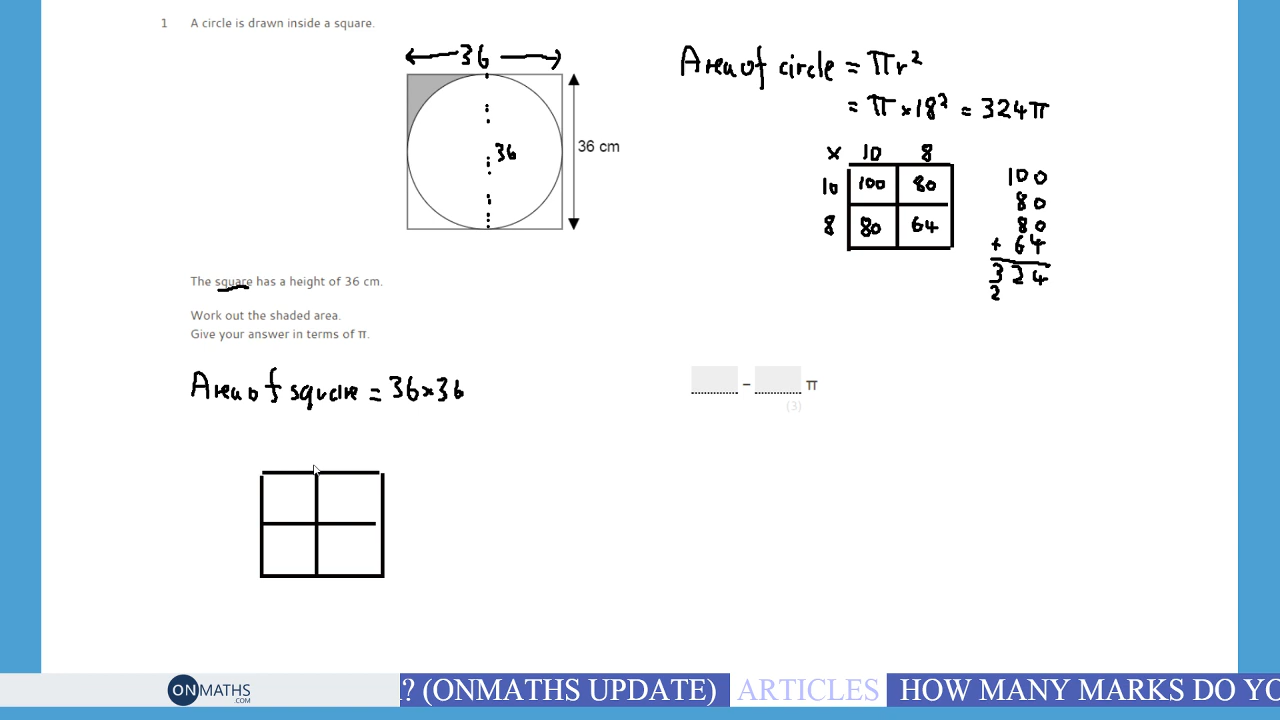 1 A circle is drawn inside a square.
36
36 cm
36
Area of circle = πr²
= π × 18² = 324π
× 10 8
10 100 80
8 80 64
100
80
80
+ 64
324
2
The square has a height of 36 cm.
Work out the shaded area.
Give your answer in terms of π.
Area of square = 36×36
– π
(3)
ONMATHS
.COM
? (ONMATHS UPDATE) ARTICLES HOW MANY MARKS DO YO